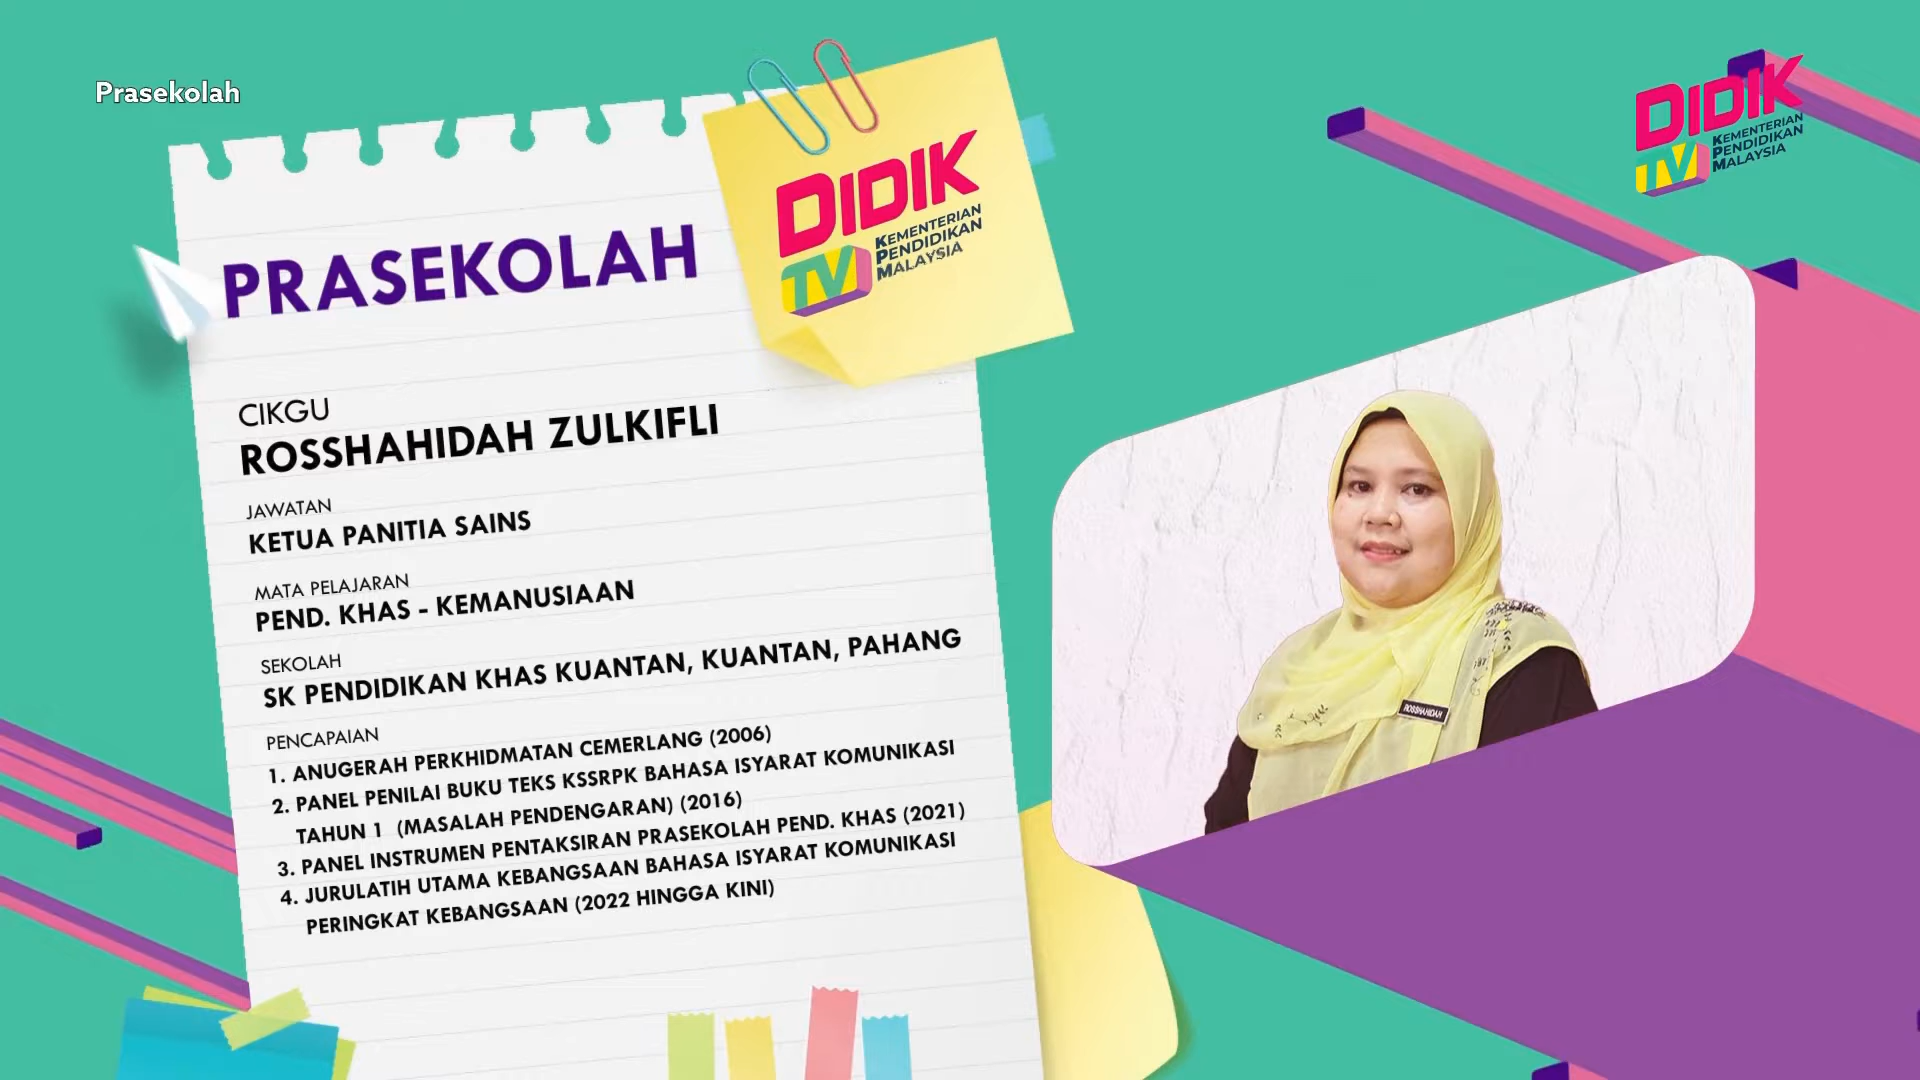 Prasekolah
DIDIK
TV
KEMENTERIAN
PENDIDIKAN
MALAYSIA
DIDIK
TV
KEMENTERIAN
PENDIDIKAN
MALAYSIA
PRASEKOLAH
CIKGU
ROSSHAHIDAH ZULKIFLI
JAWATAN
KETUA PANITIA SAINS
MATA PELAJARAN
PEND. KHAS - KEMANUSIAAN
SEKOLAH
SK PENDIDIKAN KHAS KUANTAN, KUANTAN, PAHANG
PENCAPAIAN
1. ANUGERAH PERKHIDMATAN CEMERLANG (2006)
2. PANEL PENILAI BUKU TEKS KSSRPK BAHASA ISYARAT KOMUNIKASI
TAHUN 1 (MASALAH PENDENGARAN) (2016)
3. PANEL INSTRUMEN PENTAKSIRAN PRASEKOLAH PEND. KHAS (2021)
4. JURULATIH UTAMA KEBANGSAAN BAHASA ISYARAT KOMUNIKASI
PERINGKAT KEBANGSAAN (2022 HINGGA KINI)
ROSSHAHIDAH